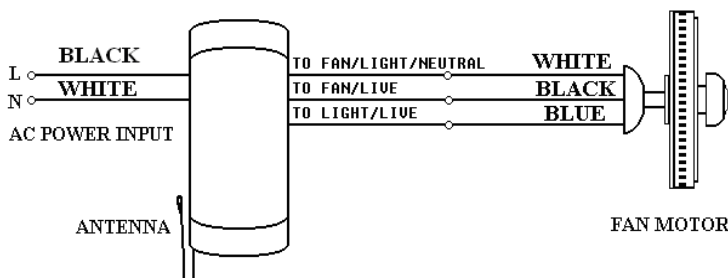 BLACK
L
WHITE
N
AC POWER INPUT
ANTENNA
TO FAN/LIGHT/NEUTRAL
WHITE
TO FAN/LIVE
BLACK
TO LIGHT/LIVE
BLUE
FAN MOTOR